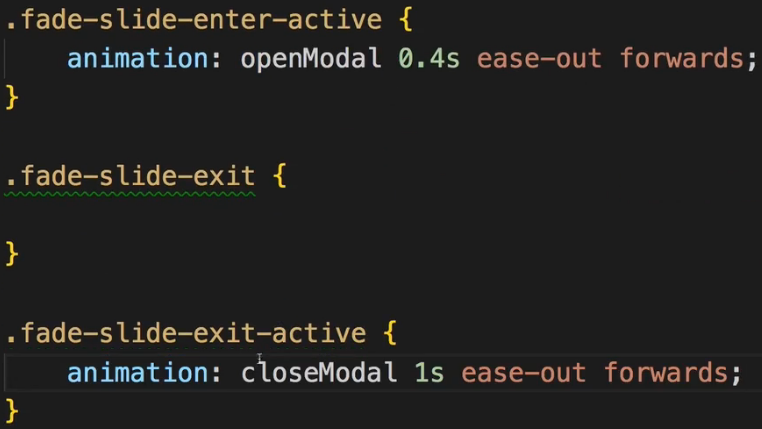 .fade-slide-enter-active {
animation: openModal 0.4s ease-out forwards;
}
.fade-slide-exit {
}
.fade-slide-exit-active {
animation: closeModal 1s ease-out forwards;
}